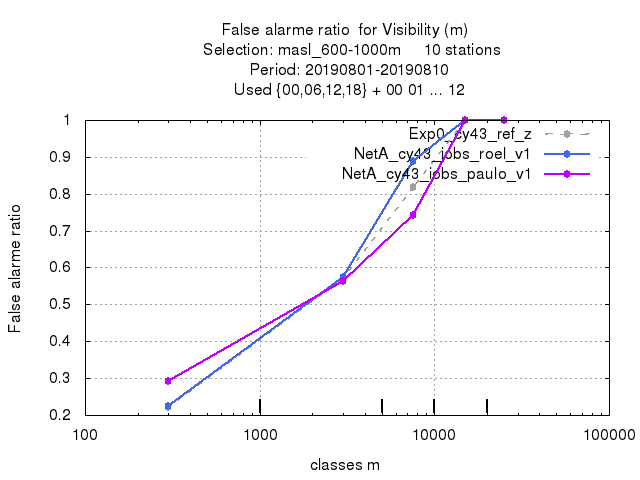 False alarme ratio  for Visibility (m)
Selection: masl_600-1000m     10 stations
Period: 20190801-20190810
Used {00,06,12,18} + 00 01 ... 12
Exp0_cy43_ref_z
NetA_cy43_iobs_roel_v1
NetA_cy43_iobs_paulo_v1
1
0.9
0.8
0.7
0.6
0.5
0.4
0.3
0.2
False alarme ratio
100
1000
10000
100000
classes m